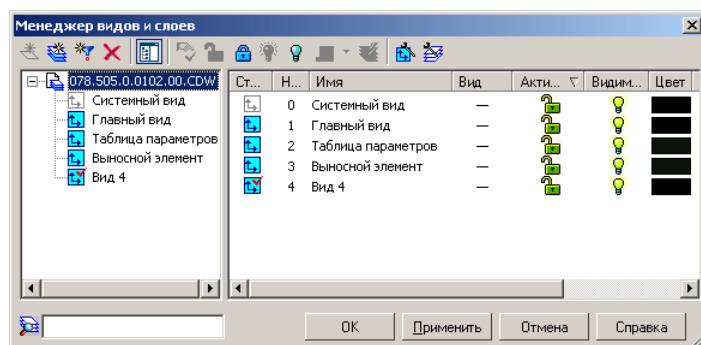 Менеджер видов и слоев
078.505.0.0102.00.CDW
Системный вид
Главный вид
Таблица параметров
Выносной элемент
Вид 4
Ст... Н... Имя Вид Акти... Видим... Цвет
0 Системный вид —
1 Главный вид —
2 Таблица параметров —
3 Выносной элемент —
4 Вид 4 —
OK Применить Отмена Справка